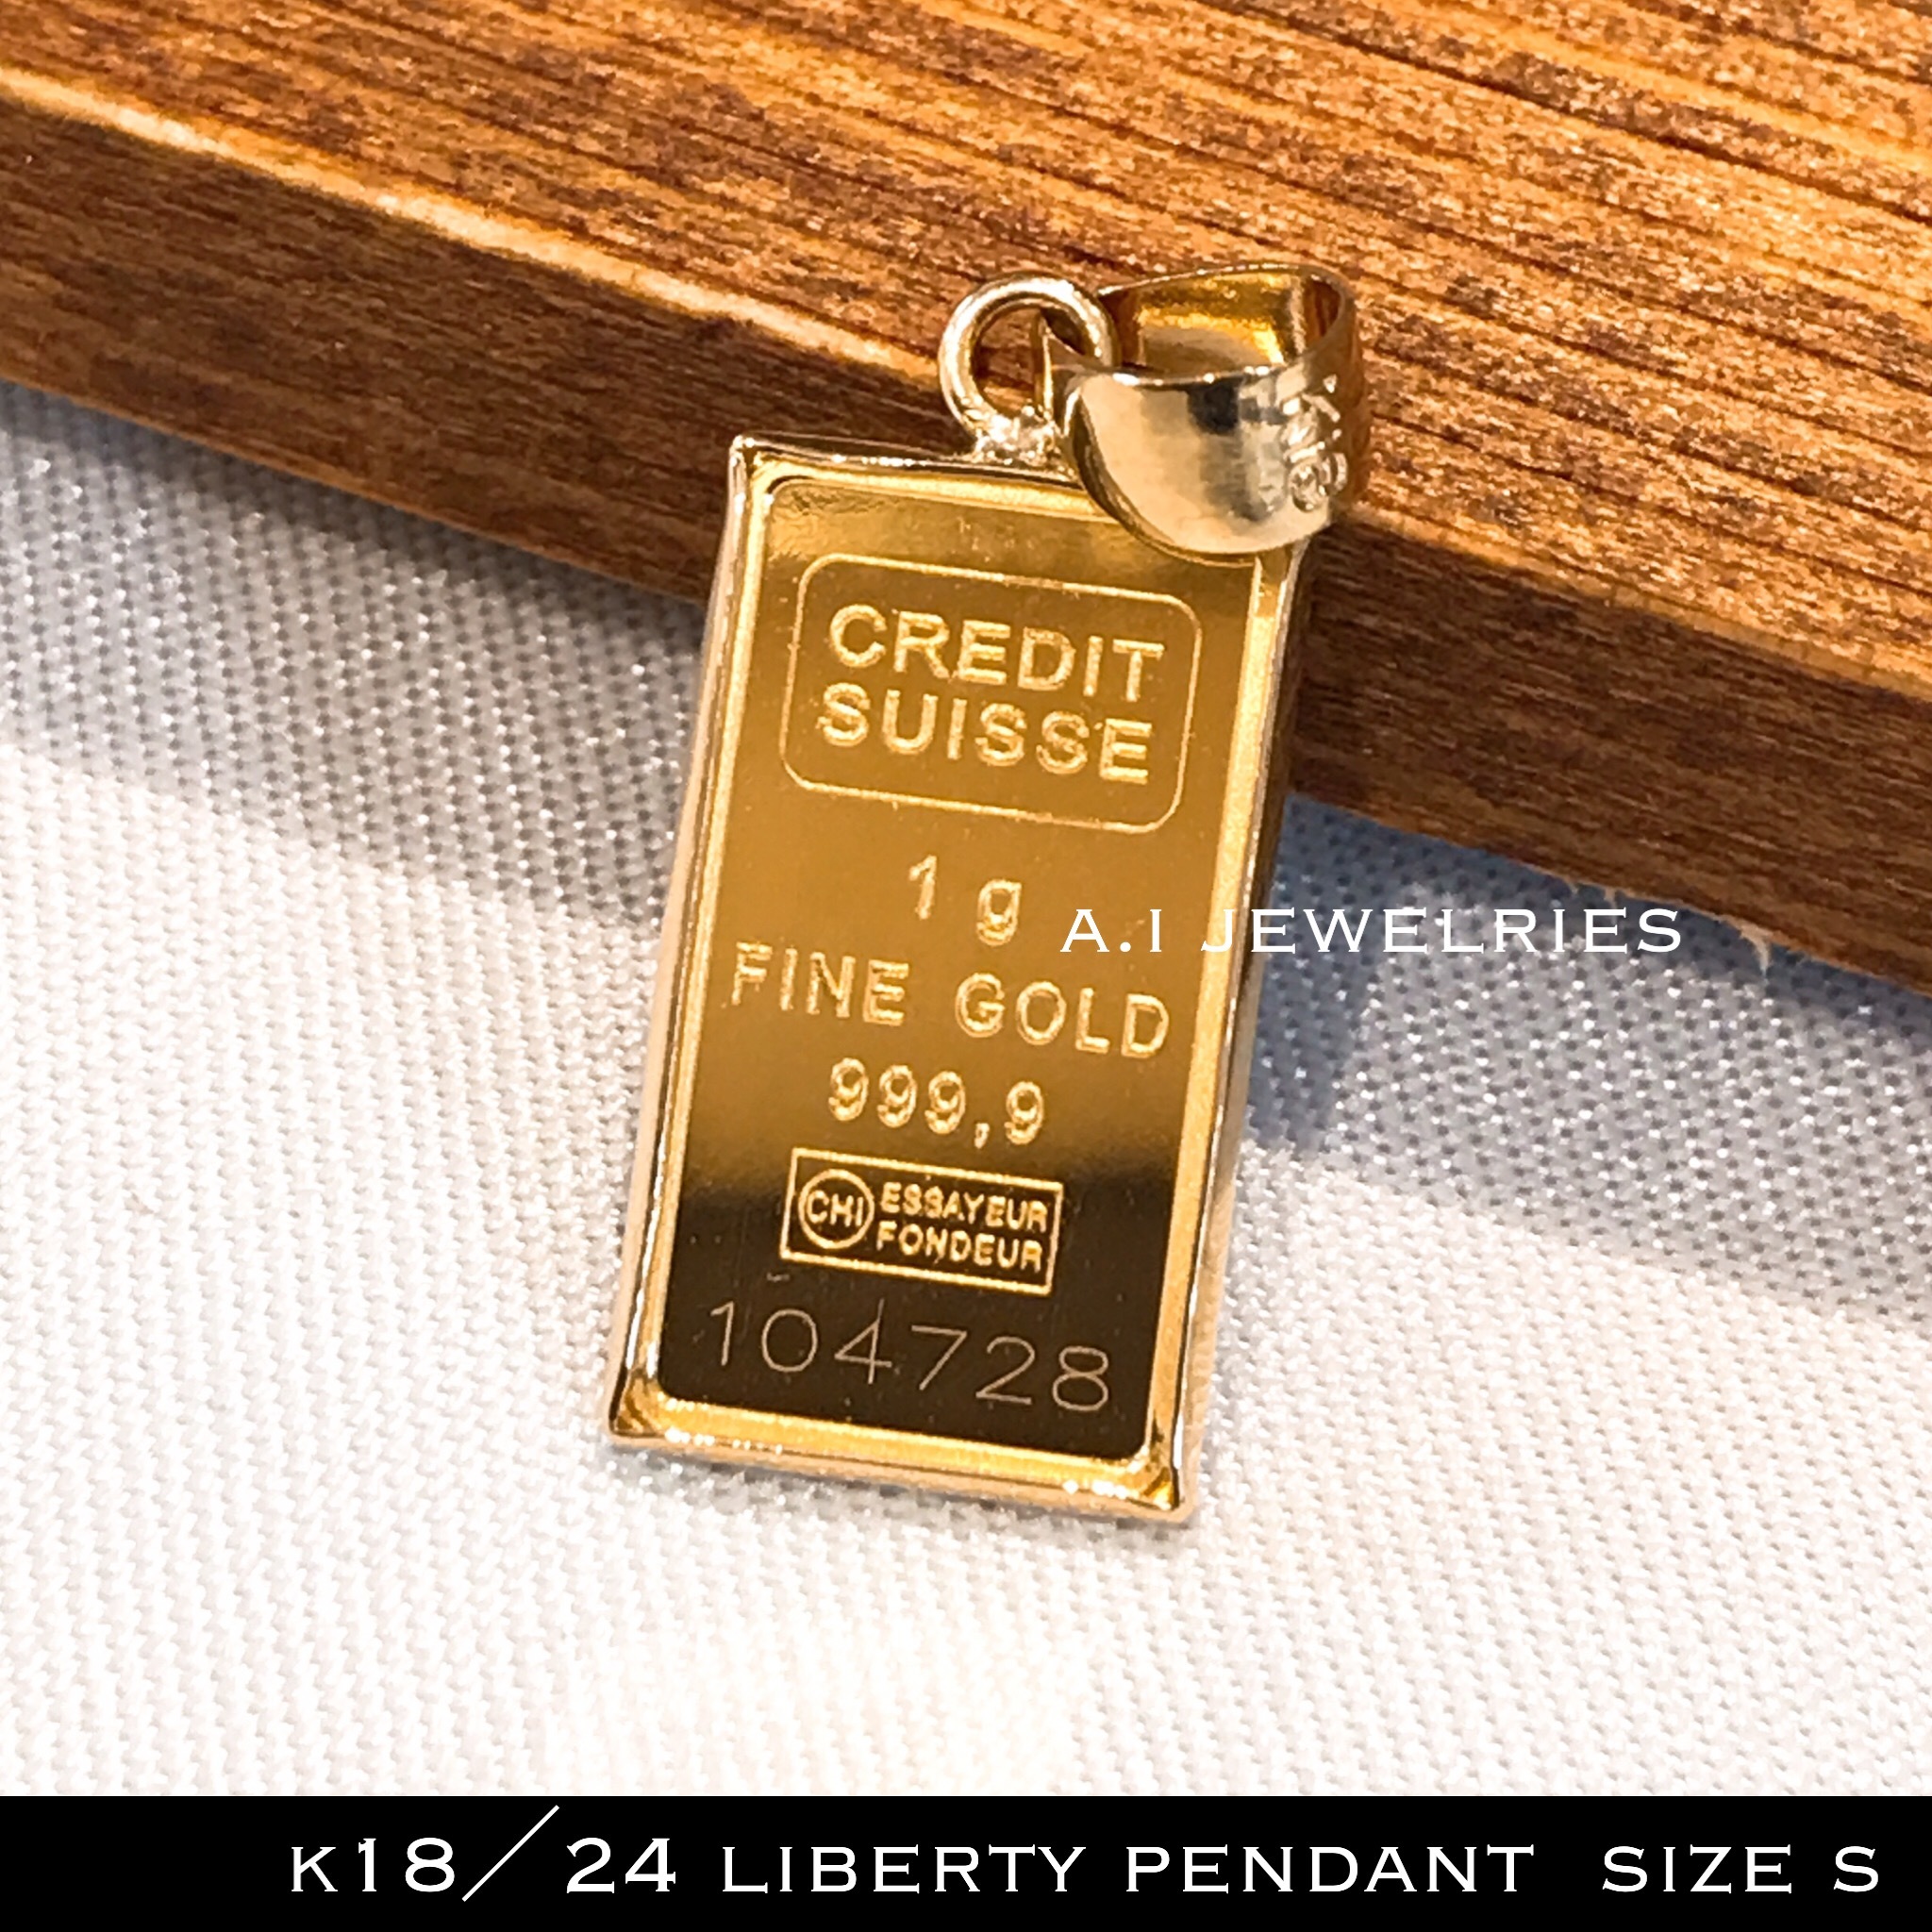 CREDIT
SUISSE
1 g
FINE GOLD
999,9
CHI ESSAYEUR
FONDEUR
104728
A.I JEWELRIES
K18/24 LIBERTY PENDANT SIZE S